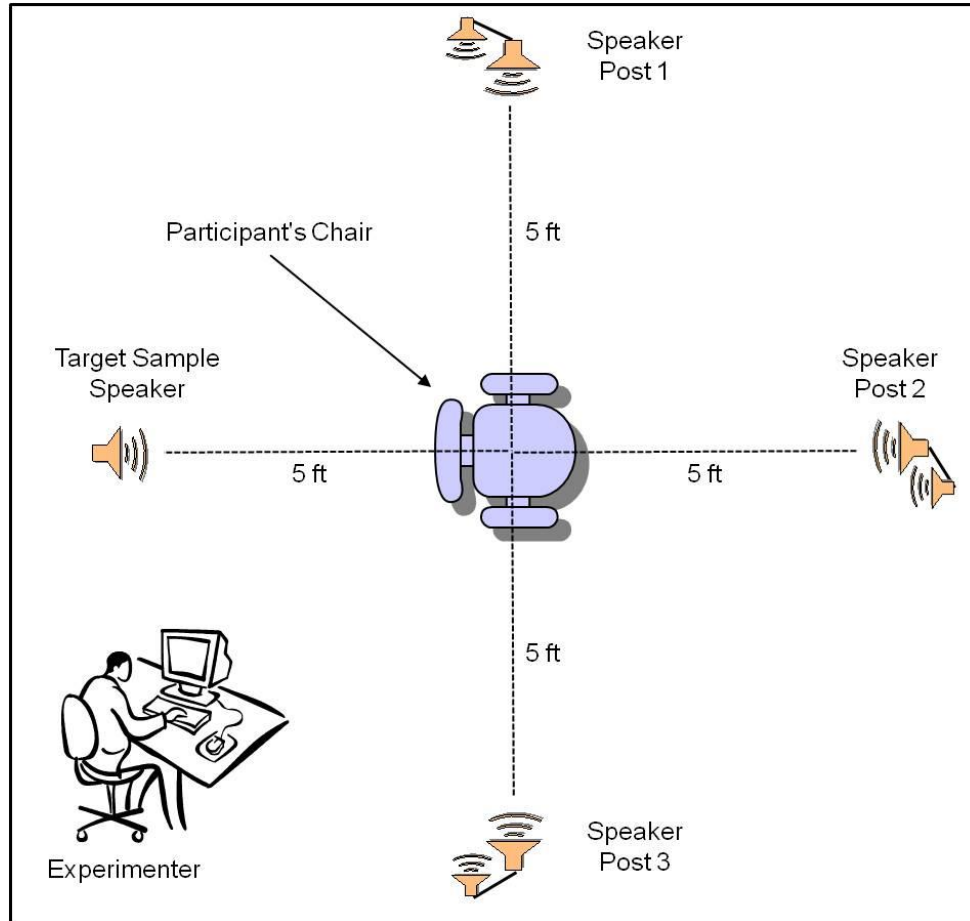 Speaker
Post 1
5 ft
Participant's Chair
Target Sample
Speaker
Speaker
Post 2
5 ft
5 ft
5 ft
Speaker
Post 3
Experimenter